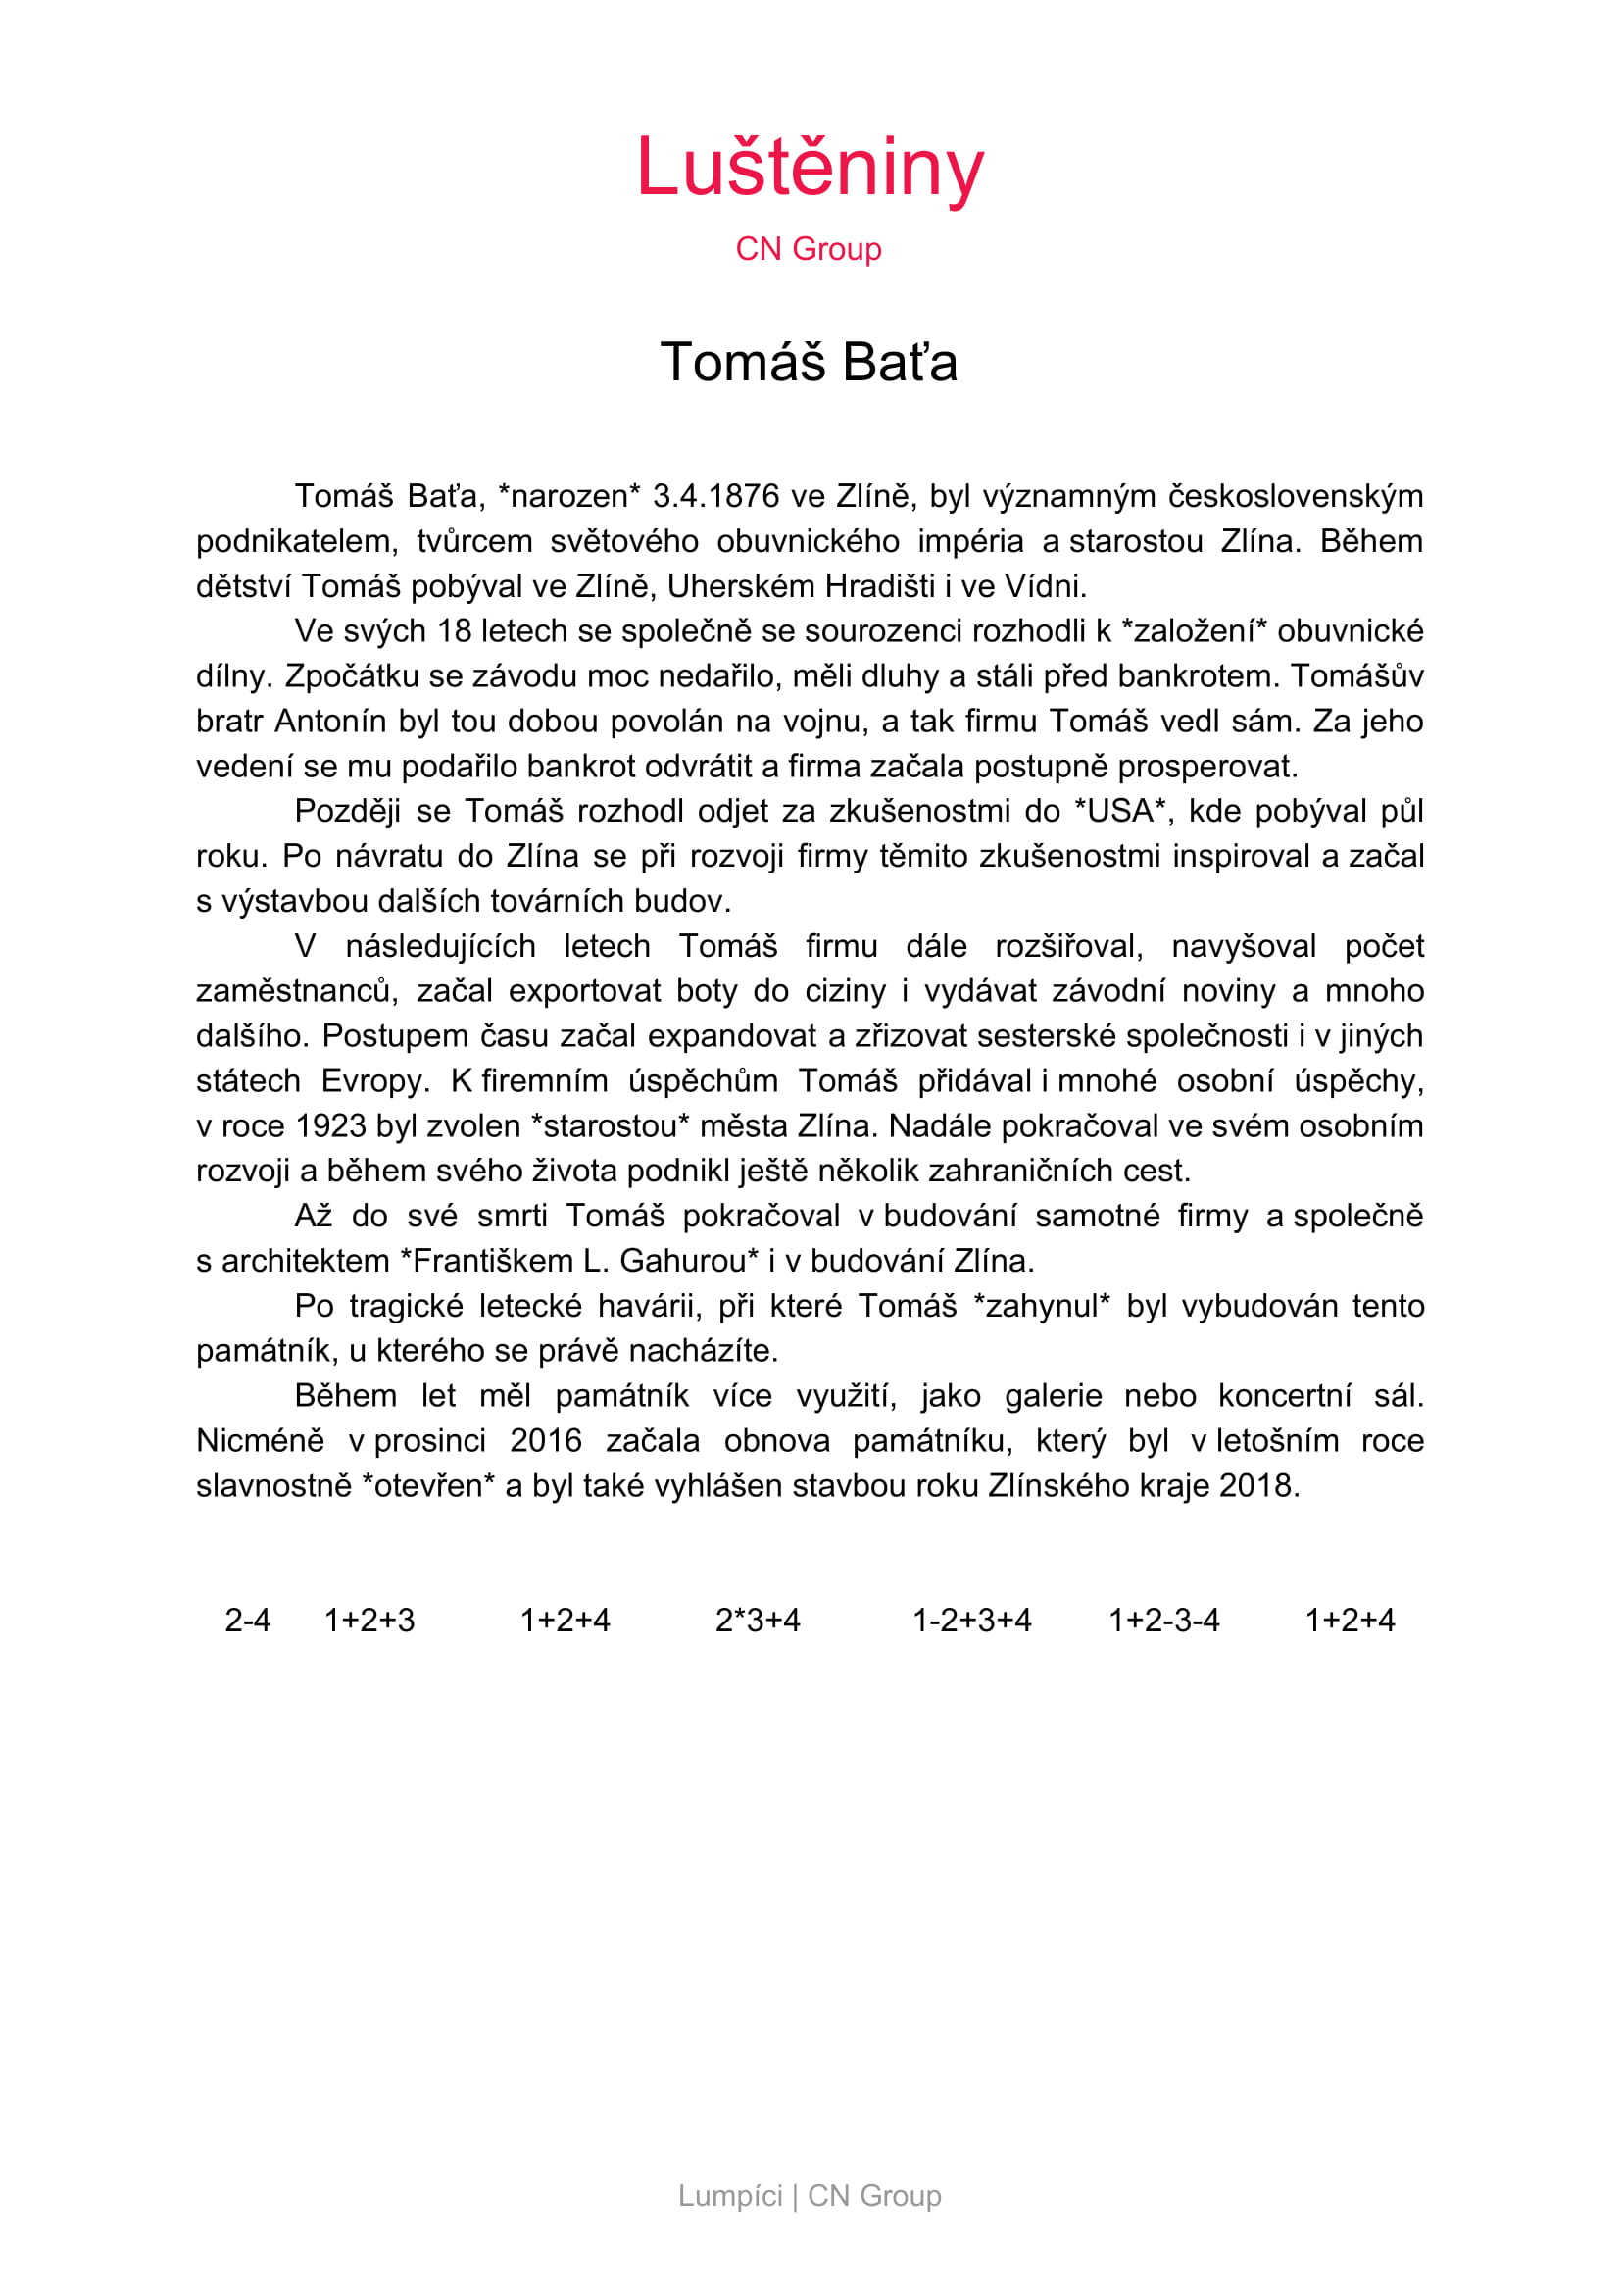 Luštěniny
CN Group
Tomáš Baťa
Tomáš Baťa, *narozen* 3.4.1876 ve Zlíně, byl významným československým
podnikatelem, tvůrcem světového obuvnického impéria a starostou Zlína. Během
dětství Tomáš pobýval ve Zlíně, Uherském Hradišti i ve Vídni.
Ve svých 18 letech se společně se sourozenci rozhodli k *založení* obuvnické
dílny. Zpočátku se závodu moc nedařilo, měli dluhy a stáli před bankrotem. Tomášův
bratr Antonín byl tou dobou povolán na vojnu, a tak firmu Tomáš vedl sám. Za jeho
vedení se mu podařilo bankrot odvrátit a firma začala postupně prosperovat.
Později se Tomáš rozhodl odjet za zkušenostmi do *USA*, kde pobýval půl
roku. Po návratu do Zlína se při rozvoji firmy těmito zkušenostmi inspiroval a začal
s výstavbou dalších továrních budov.
V následujících letech Tomáš firmu dále rozšiřoval, navyšoval počet
zaměstnanců, začal exportovat boty do ciziny i vydávat závodní noviny a mnoho
dalšího. Postupem času začal expandovat a zřizovat sesterské společnosti i v jiných
státech Evropy. K firemním úspěchům Tomáš přidával i mnohé osobní úspěchy,
v roce 1923 byl zvolen *starostou* města Zlína. Nadále pokračoval ve svém osobním
rozvoji a během svého života podnikl ještě několik zahraničních cest.
Až do své smrti Tomáš pokračoval v budování samotné firmy a společně
s architektem *Františkem L. Gahurou* i v budování Zlína.
Po tragické letecké havárii, při které Tomáš *zahynul* byl vybudován tento
památník, u kterého se právě nacházíte.
Během let měl památník více využití, jako galerie nebo koncertní sál.
Nicméně v prosinci 2016 začala obnova památníku, který byl v letošním roce
slavnostně *otevřen* a byl také vyhlášen stavbou roku Zlínského kraje 2018.
2-4 1+2+3 1+2+4 2*3+4 1-2+3+4 1+2-3-4 1+2+4
Lumpíci | CN Group